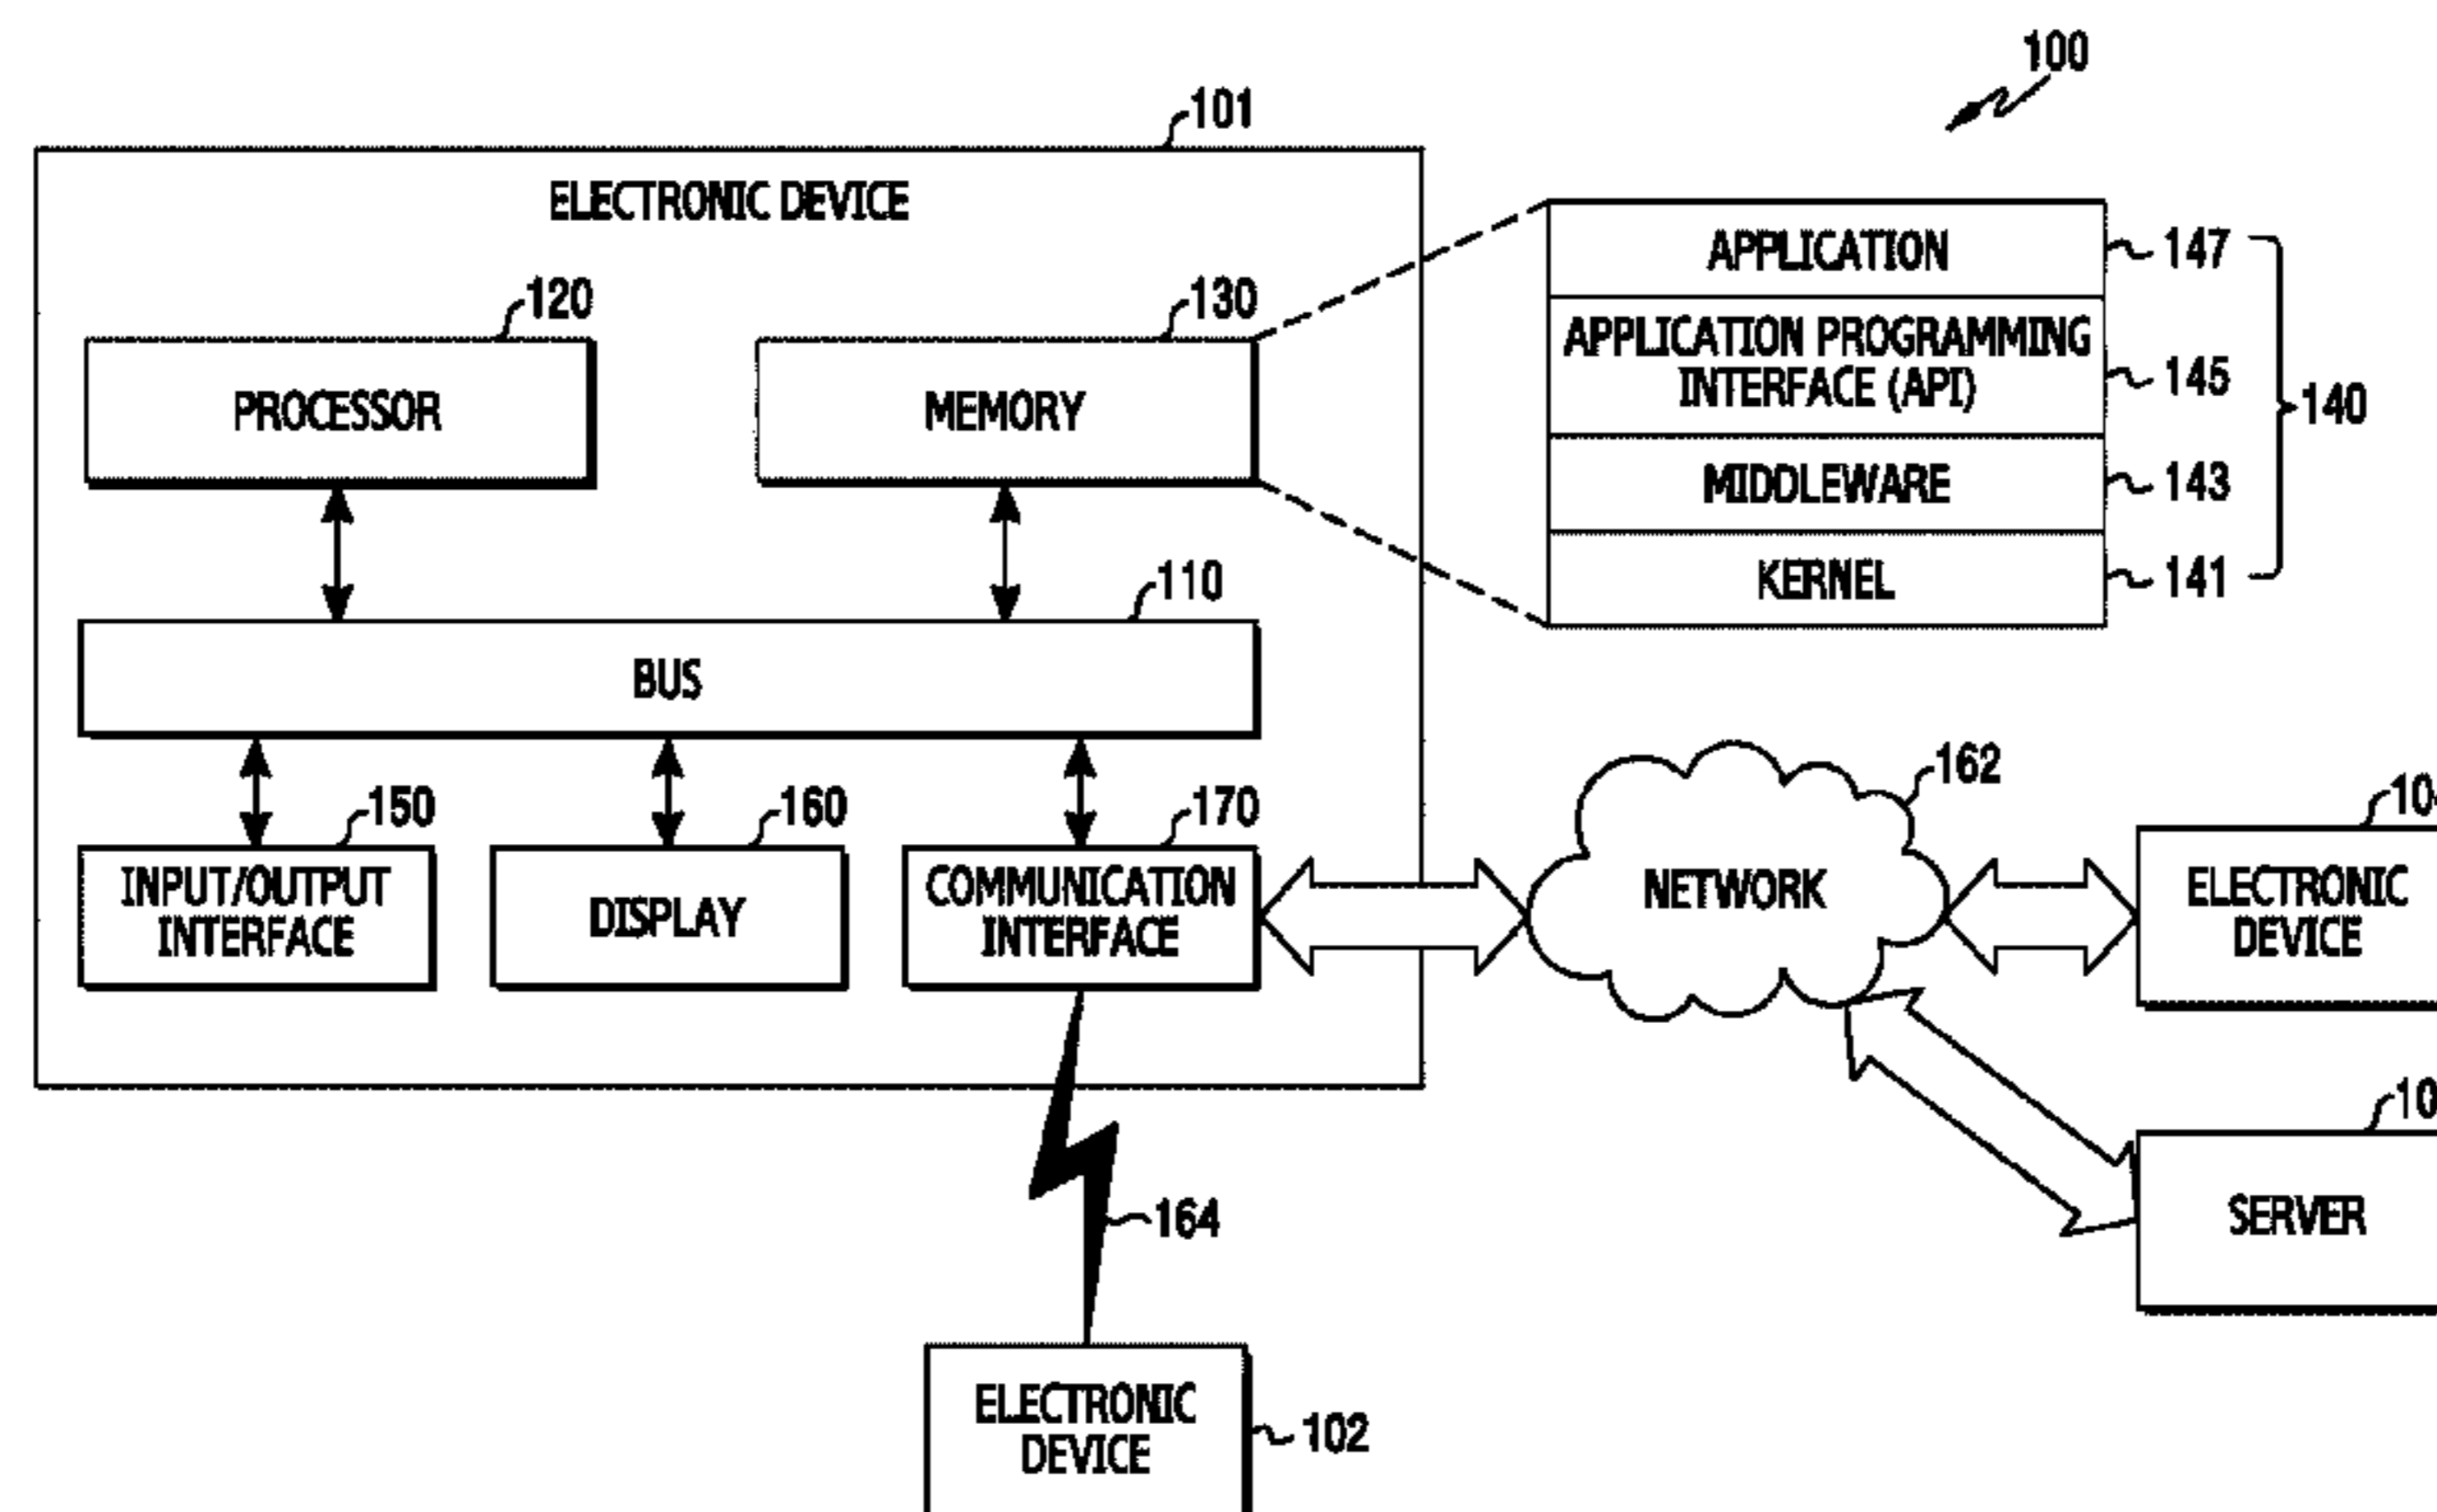 100
101
ELECTRONIC DEVICE
120
130
PROCESSOR
MEMORY
APPLICATION
147
APPLICATION PROGRAMMING
INTERFACE (API)
145
140
MIDDLEWARE
143
KERNEL
141
110
BUS
150
160
170
INPUT/OUTPUT
INTERFACE
DISPLAY
COMMUNICATION
INTERFACE
162
NETWORK
ELECTRONIC
DEVICE
SERVER
164
ELECTRONIC
DEVICE
102